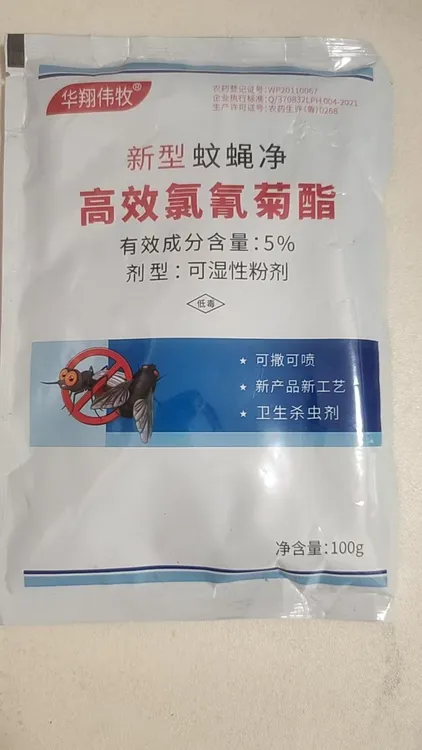 华翔伟牧®
农药登记证号:WP20110067
企业执行标准:Q/370832LPH 004-2021
生产许可证号:农药生许(鲁)0268
新型 蚊蝇净
高效氯氰菊酯
有效成分含量:5%
剂型:可湿性粉剂
低毒
★ 可撒可喷
★ 新产品新工艺
★ 卫生杀虫剂
净含量:100g